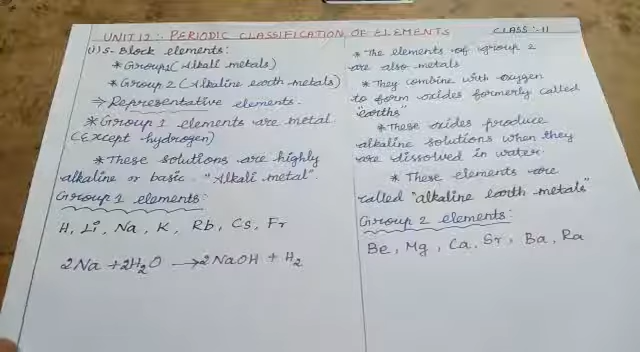 UNIT 12 :- PERIODIC CLASSIFICATION OF ELEMENTS
CLASS :- 11
(1) S- Block elements:
* Group1 (Alkali metals)
* Group 2 (Alkaline earth-metals)
⇒ Representative elements.
* Group 1 elements are metal
(Except -hydrogen)
* These solutions are highly
alkaline or basic. "Alkali metal".
Group 1 elements:
H, Li, Na, K, Rb, Cs, Fr
2Na + 2H₂O → 2NaOH + H₂
* The elements of group 2
are also metals
* They combine with oxygen
to form oxides formerly called
"earths"
* These oxides produce
alkaline solutions when they
are dissolved in water.
* These elements are
called "alkaline earth metals"
Group 2 elements:
Be, Mg, Ca, Sr, Ba, Ra